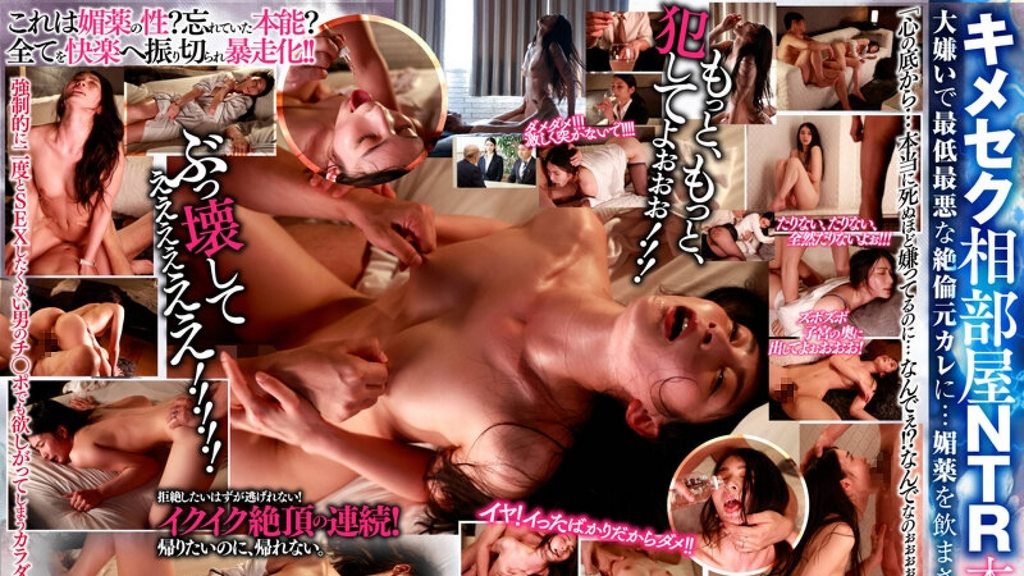 キメセク相部屋NTR
大嫌いで最低最悪な絶倫元カレに…媚薬を飲まさ
『心の底から…本当に死ぬほど嫌ってるのに…なんでぇ!?なんでなのぉぉぉぉ
もっと、もっと、
犯してよぉぉぉ!!
ダメダメ!!!
激しく突かないで!!!!
たりない、たりない、
全然たりないよぉ!!!
ズボズボ
子宮の奥に
出してよぉぉぉぉお!
これは媚薬の性?忘れていた本能?
全てを快楽へ振り切られ暴走化!!
ぶっ壊して
えぇぇぇぇぇえ!!!!!
強制的に二度とSEXしたくない男のチ○ポでも欲しがってしまうカラダ
拒絶したいはずが逃げれない!
イクイク絶頂の連続!
帰りたいのに、帰れない。
イヤ!イったばかりだからダメ!!